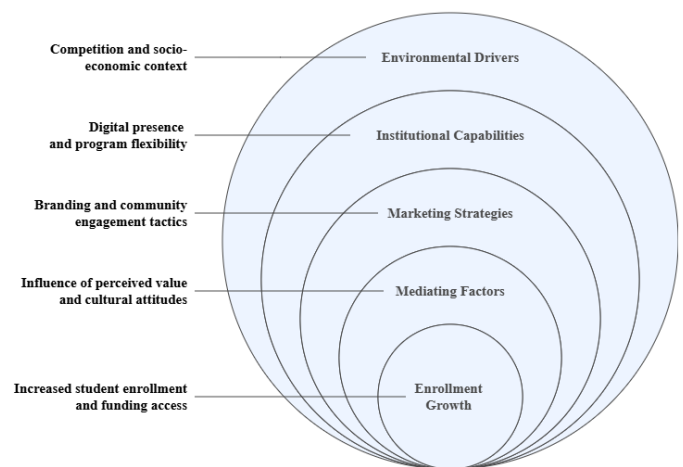 Competition and socio-
economic context
Environmental Drivers
Digital presence
and program flexibility
Institutional Capabilities
Branding and community
engagement tactics
Marketing Strategies
Influence of perceived value
and cultural attitudes
Mediating Factors
Increased student enrollment
and funding access
Enrollment
Growth